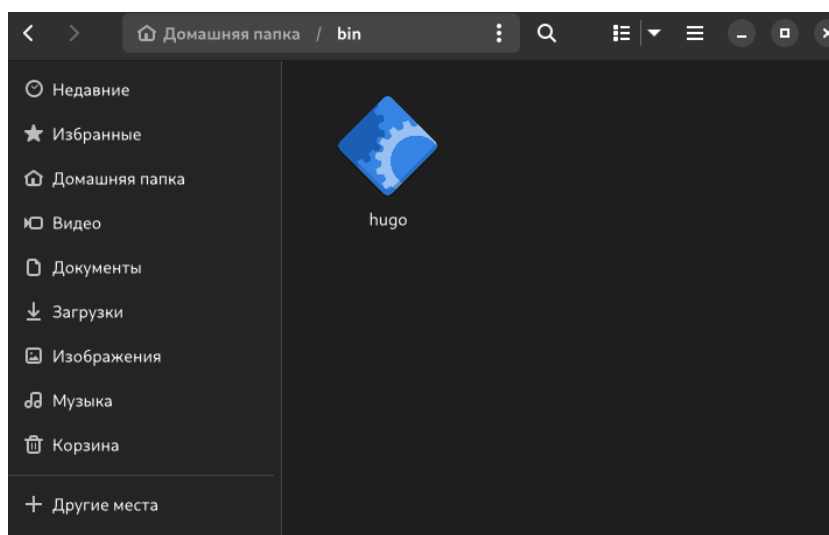 Домашняя папка / bin
Недавние
Избранные
Домашняя папка
Видео
Документы
Загрузки
Изображения
Музыка
Корзина
Другие места
hugo